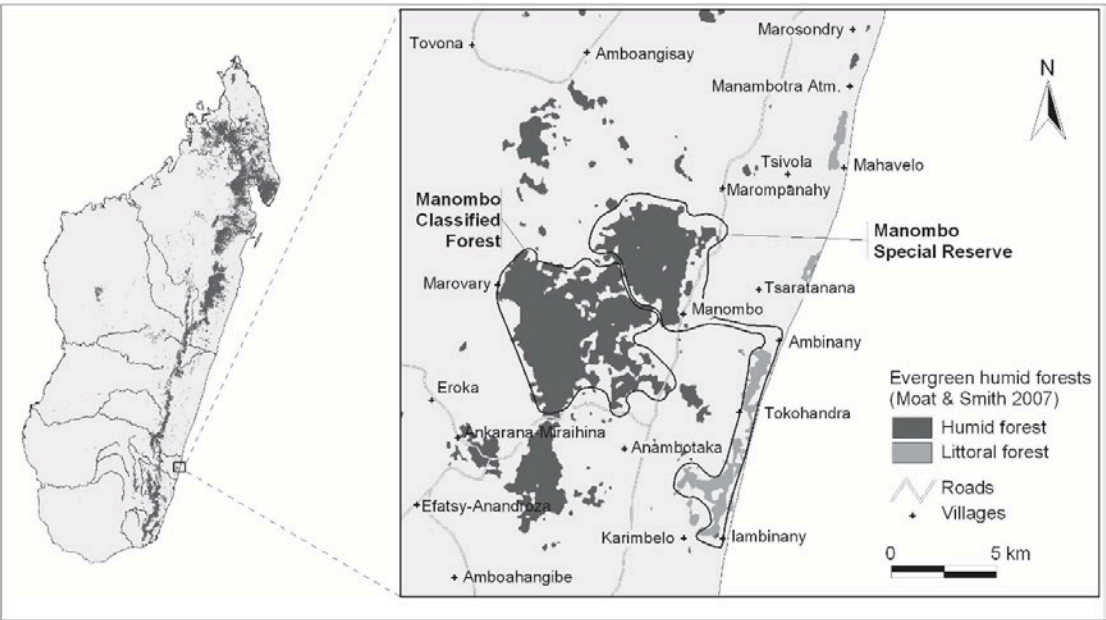 Marosondry
Tovona
Amboangisay
Manambotra Atm.
N
Tsivola
Mahavelo
Marompanahy
Manombo
Classified
Forest
Manombo
Special Reserve
Marovary
Tsaratanana
Manombo
Ambinany
Eroka
Evergreen humid forests
(Moat & Smith 2007)
Humid forest
Littoral forest
Tokohandra
Ankarana-Miraihina
Anambotaka
Roads
Villages
Efatsy-Anandroza
Karimbelo
Iambinany
0 5 km
Amboahangibe